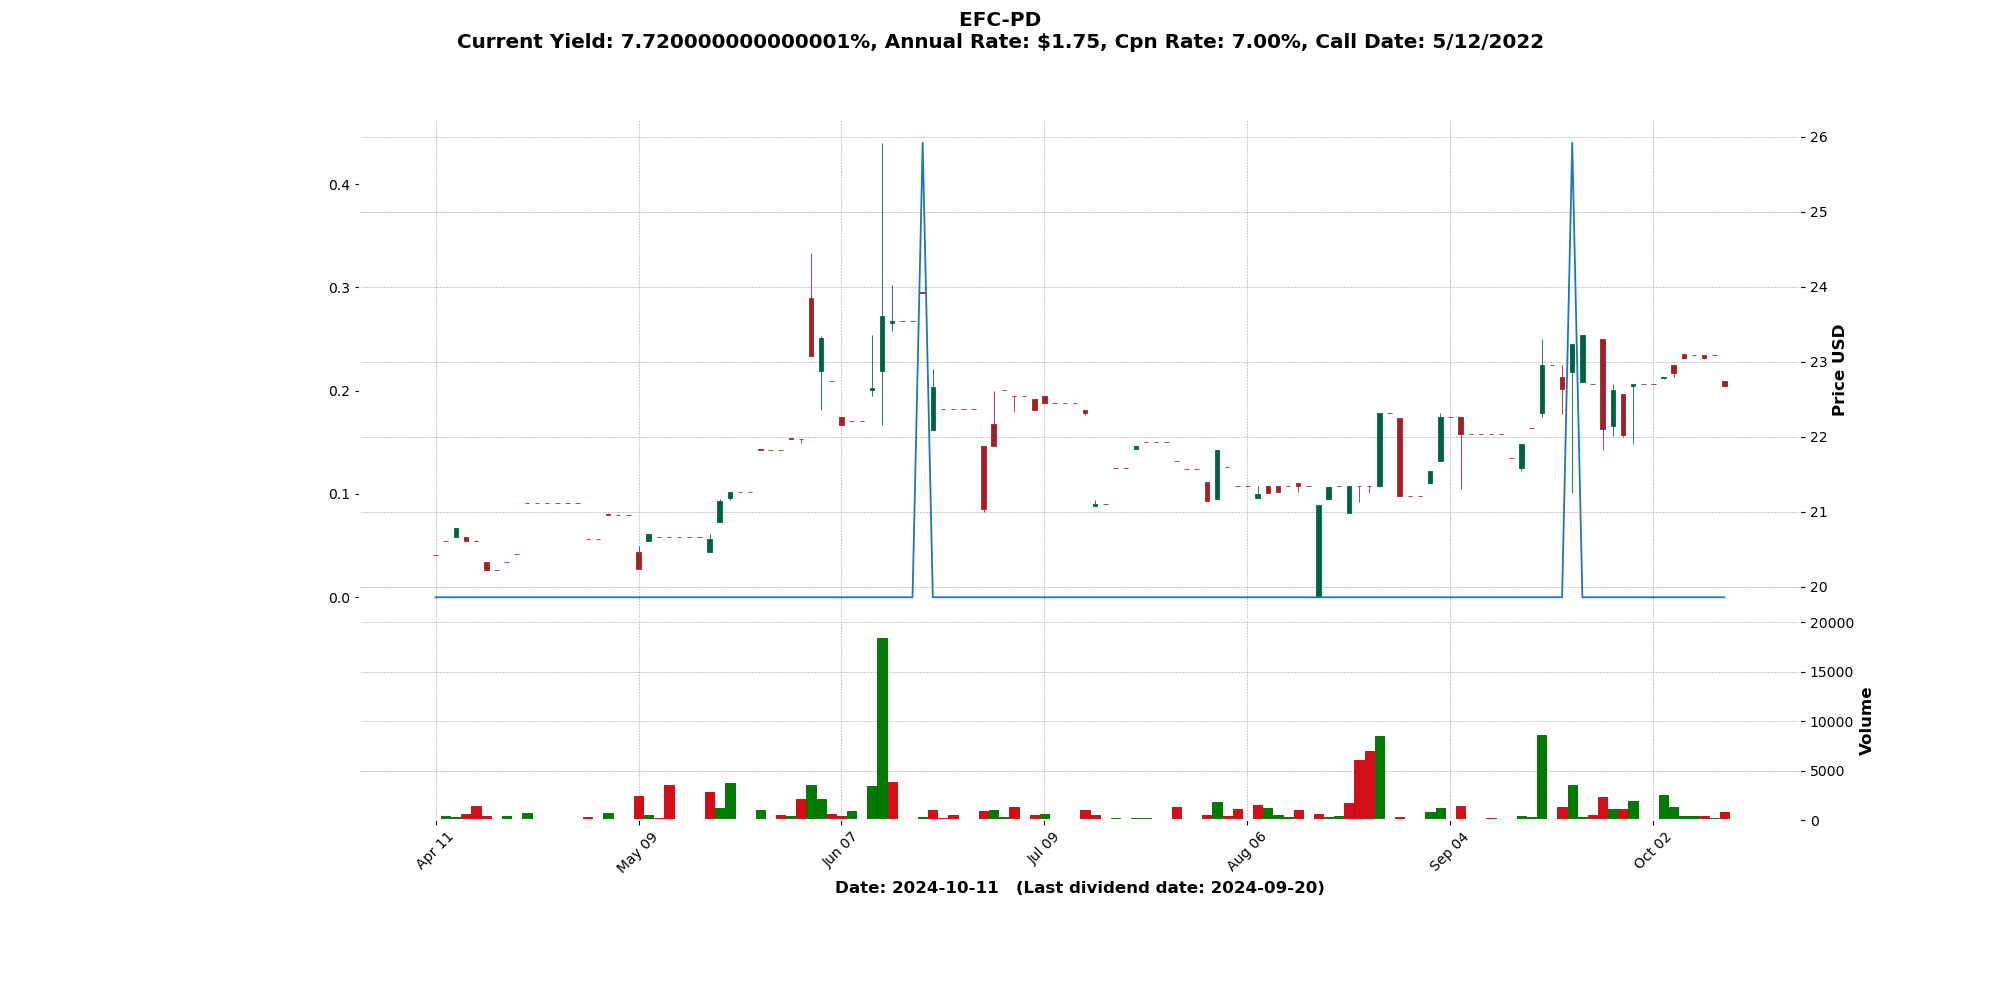 EFC-PD
Current Yield: 7.720000000000001%, Annual Rate: $1.75, Cpn Rate: 7.00%, Call Date: 5/12/2022
0.4
0.3
0.2
0.1
0.0
26
25
24
23
22
21
20
Price USD
20000
15000
10000
5000
0
Volume
Apr 11
May 09
Jun 07
Jul 09
Aug 06
Sep 04
Oct 02
Date: 2024-10-11 (Last dividend date: 2024-09-20)